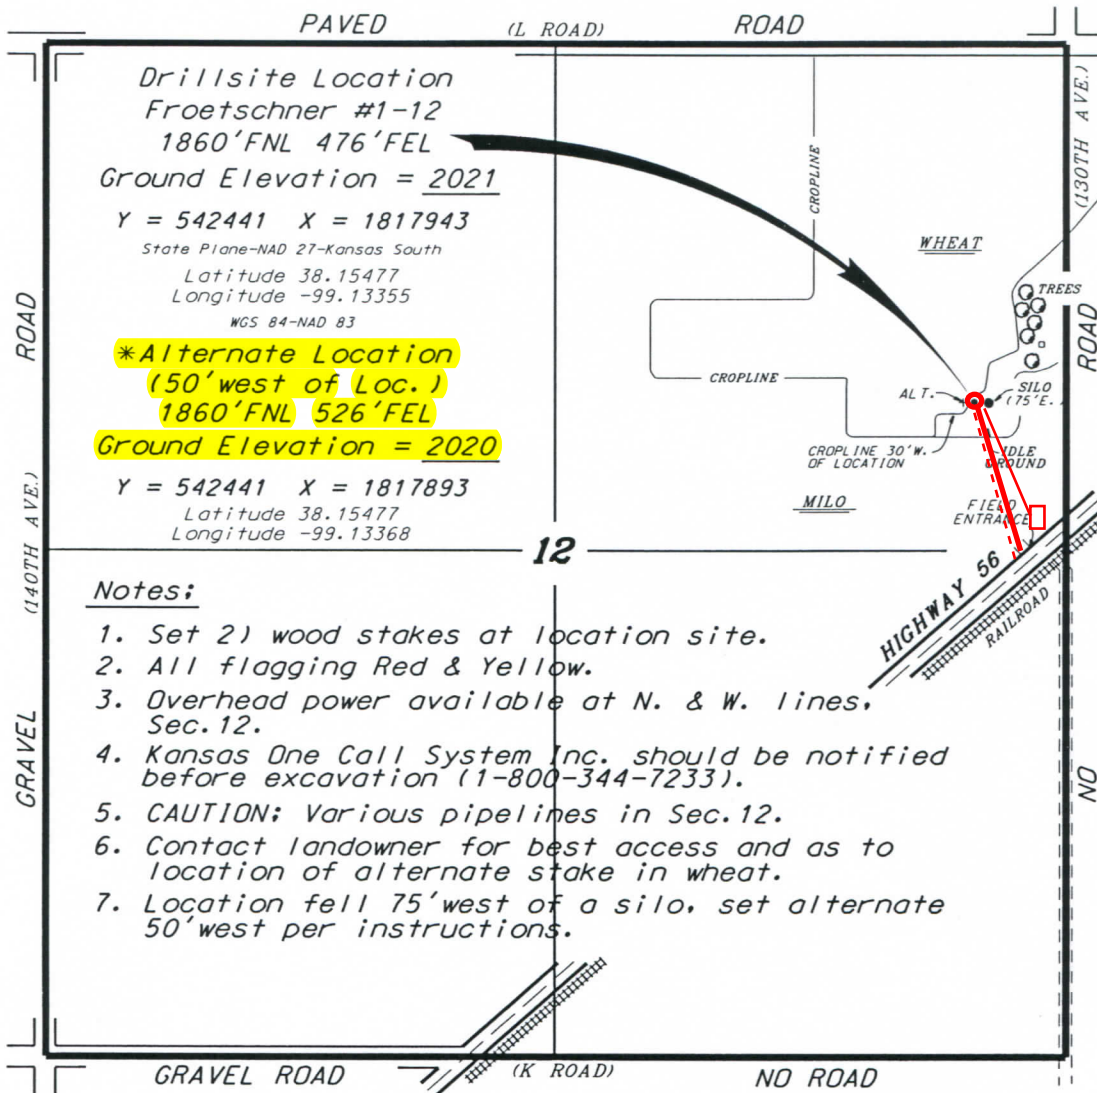 PAVED (L ROAD) ROAD
Drillsite Location
Froetschner #1-12
1860'FNL 476'FEL
Ground Elevation = 2021
Y = 542441 X = 1817943
State Plane-NAD 27-Kansas South
Latitude 38.15477
Longitude -99.13355
WGS 84-NAD 83
*Alternate Location
(50'west of Loc.)
1860'FNL 526'FEL
Ground Elevation = 2020
Y = 542441 X = 1817893
Latitude 38.15477
Longitude -99.13368
CROPLINE
WHEAT
TREES
CROPLINE
ALT.
SILO
(75'E.
CROPLINE 30'W.
OF LOCATION
IDLE
GROUND
MILO
FIELD
ENTRANCE
HIGHWAY 56
RAILROAD
12
(130TH AVE.)
ROAD
NO
ROAD
(140TH AVE.)
GRAVEL
Notes:
1. Set 2) wood stakes at location site.
2. All flagging Red & Yellow.
3. Overhead power available at N. & W. lines,
Sec.12.
4. Kansas One Call System Inc. should be notified
before excavation (1-800-344-7233).
5. CAUTION: Various pipelines in Sec.12.
6. Contact landowner for best access and as to
location of alternate stake in wheat.
7. Location fell 75'west of a silo, set alternate
50'west per instructions.
GRAVEL ROAD (K ROAD) NO ROAD